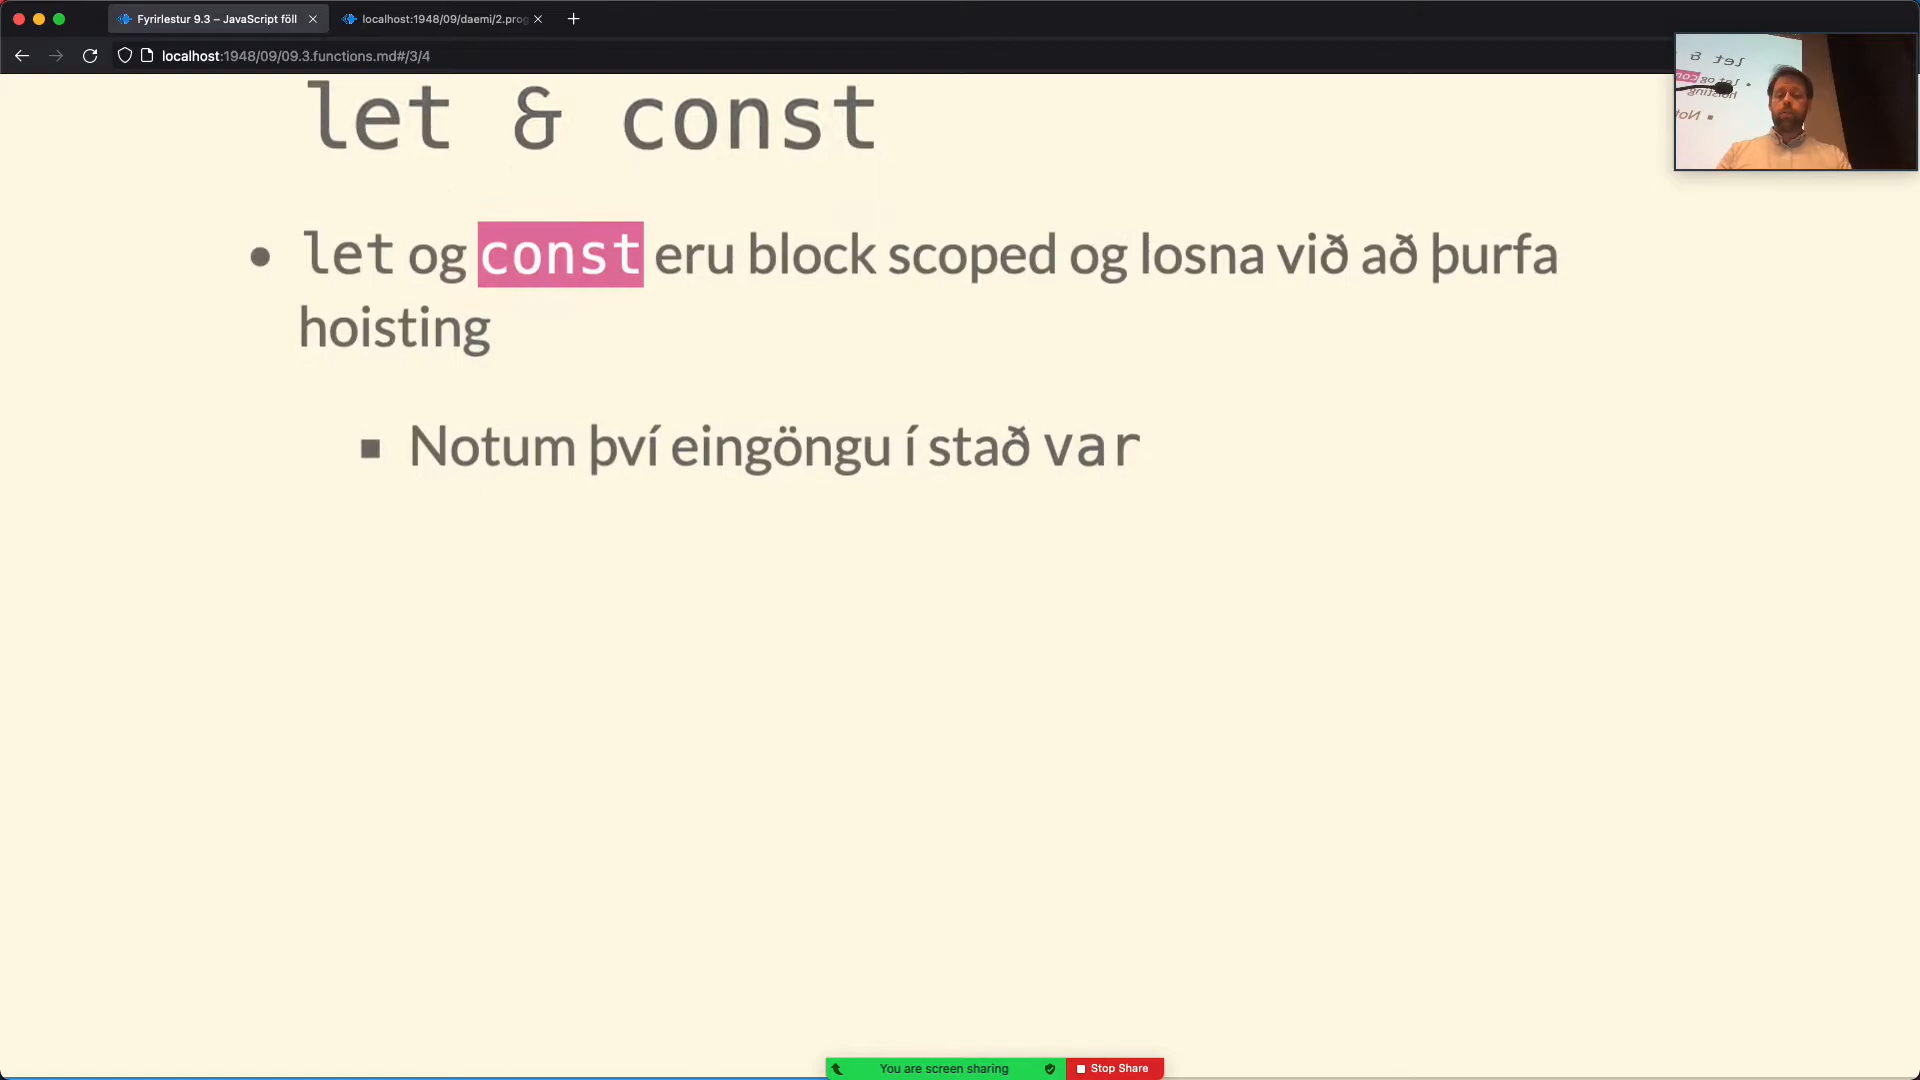 Fyrirlestur 9.3 – JavaScript föll
localhost:1948/09/daemi/2.prog
localhost:1948/09/09.3.functions.md#/3/4
let & const
let og const eru block scoped og losna við að þurfa
hoisting
Notum því eingöngu í stað var
You are screen sharing
Stop Share